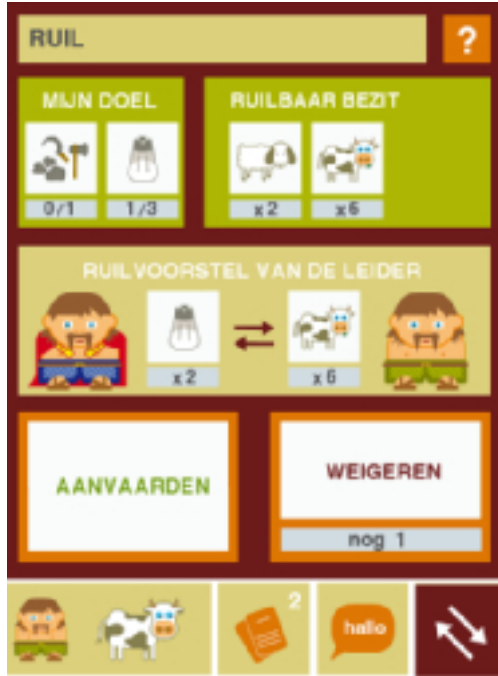 RUIL
?
MIJN DOEL
RUILBAAR BEZIT
0/1
1/3
x2
x6
RUILVOORSTEL VAN DE LEIDER
x2
x6
AANVAARDEN
WEIGEREN
nog 1
2
hallo